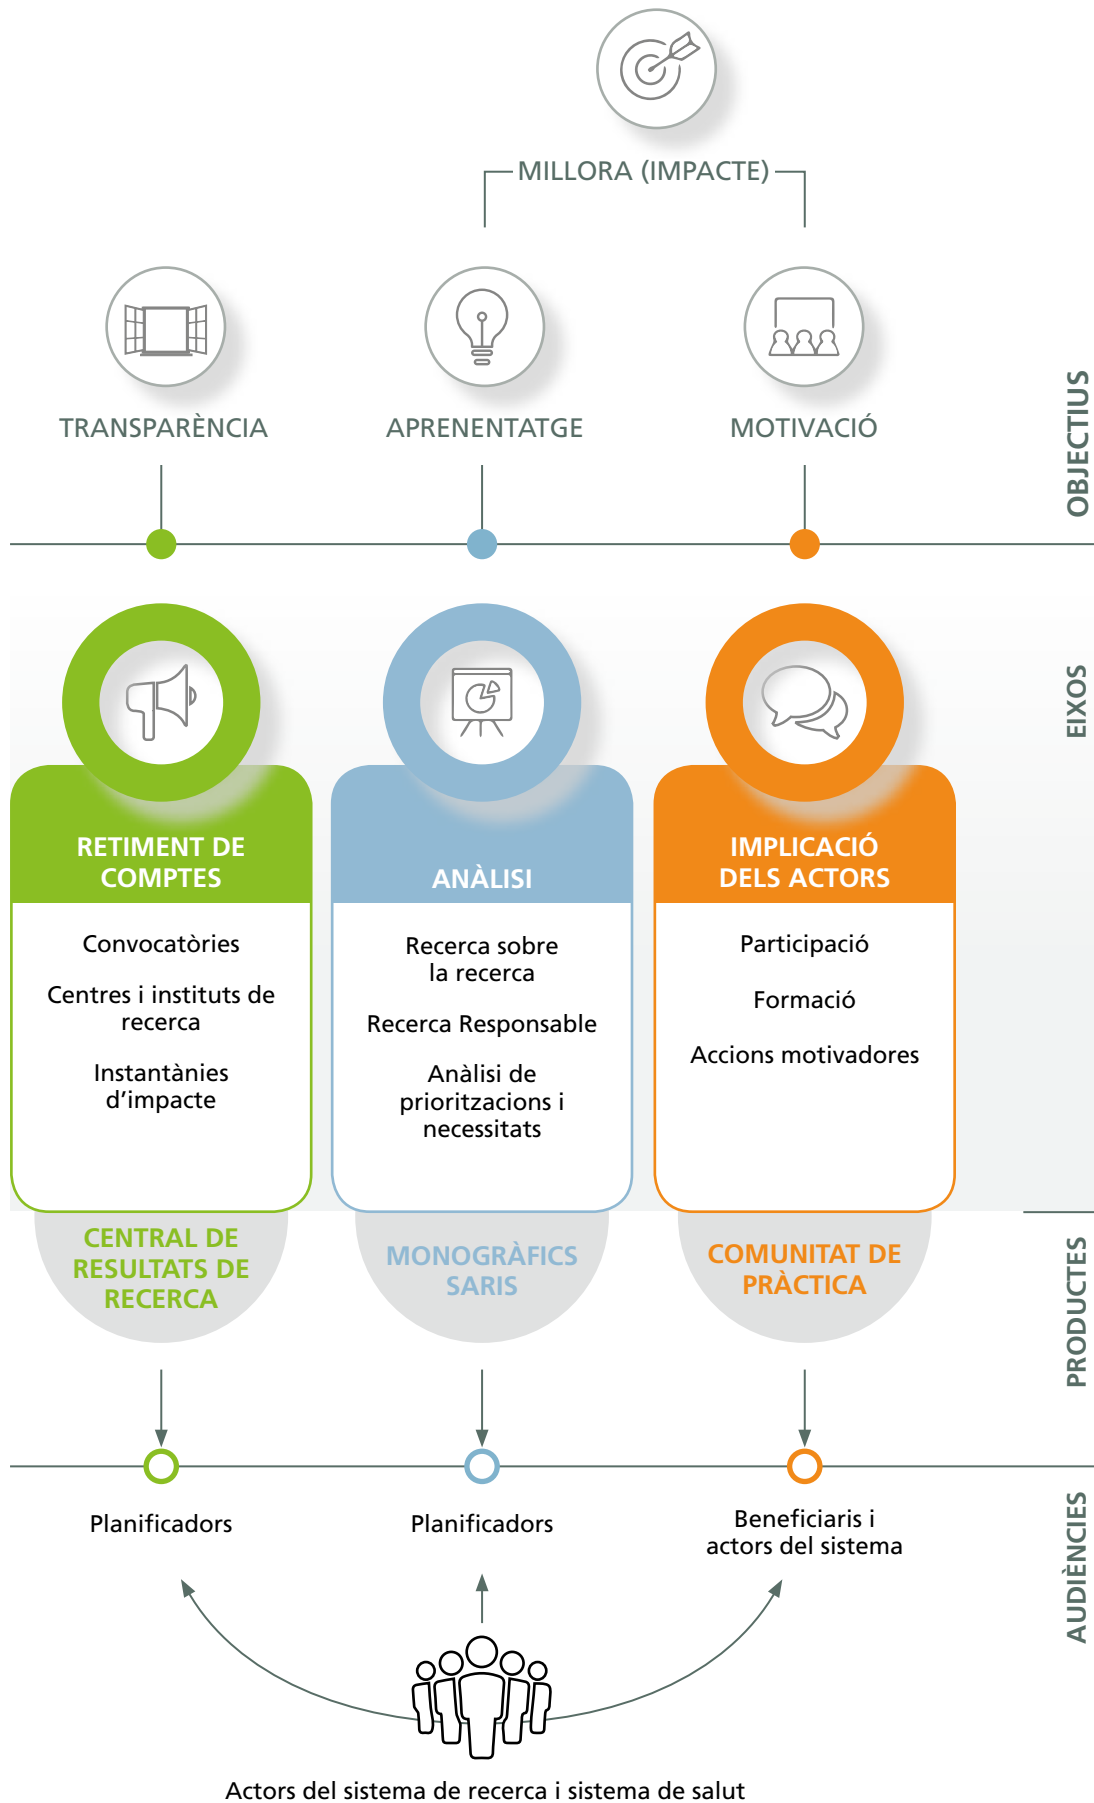 MILLORA (IMPACTE)
TRANSPARÈNCIA
APRENENTATGE
MOTIVACIÓ
OBJECTIUS
EIXOS
RETIMENT DE
COMPTES
Convocatòries
Centres i instituts de
recerca
Instantànies
d’impacte
CENTRAL DE
RESULTATS DE
RECERCA
ANÀLISI
Recerca sobre
la recerca
Recerca Responsable
Anàlisi de
prioritzacions i
necessitats
MONOGRÀFICS
SARIS
IMPLICACIÓ
DELS ACTORS
Participació
Formació
Accions motivadores
COMUNITAT DE
PRÀCTICA
PRODUCTES
Planificadors
Planificadors
Beneficiaris i
actors del sistema
AUDIÈNCIES
Actors del sistema de recerca i sistema de salut